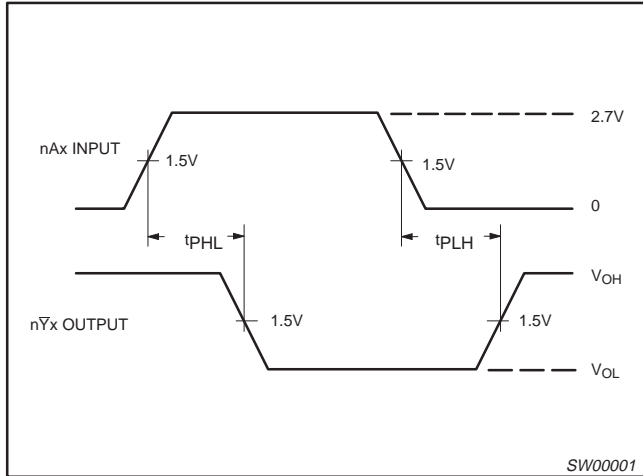 2.7V
nAx INPUT
1.5V
1.5V
0
tPHL
tPLH
VOH
nY̅x OUTPUT
1.5V
1.5V
VOL
SW00001